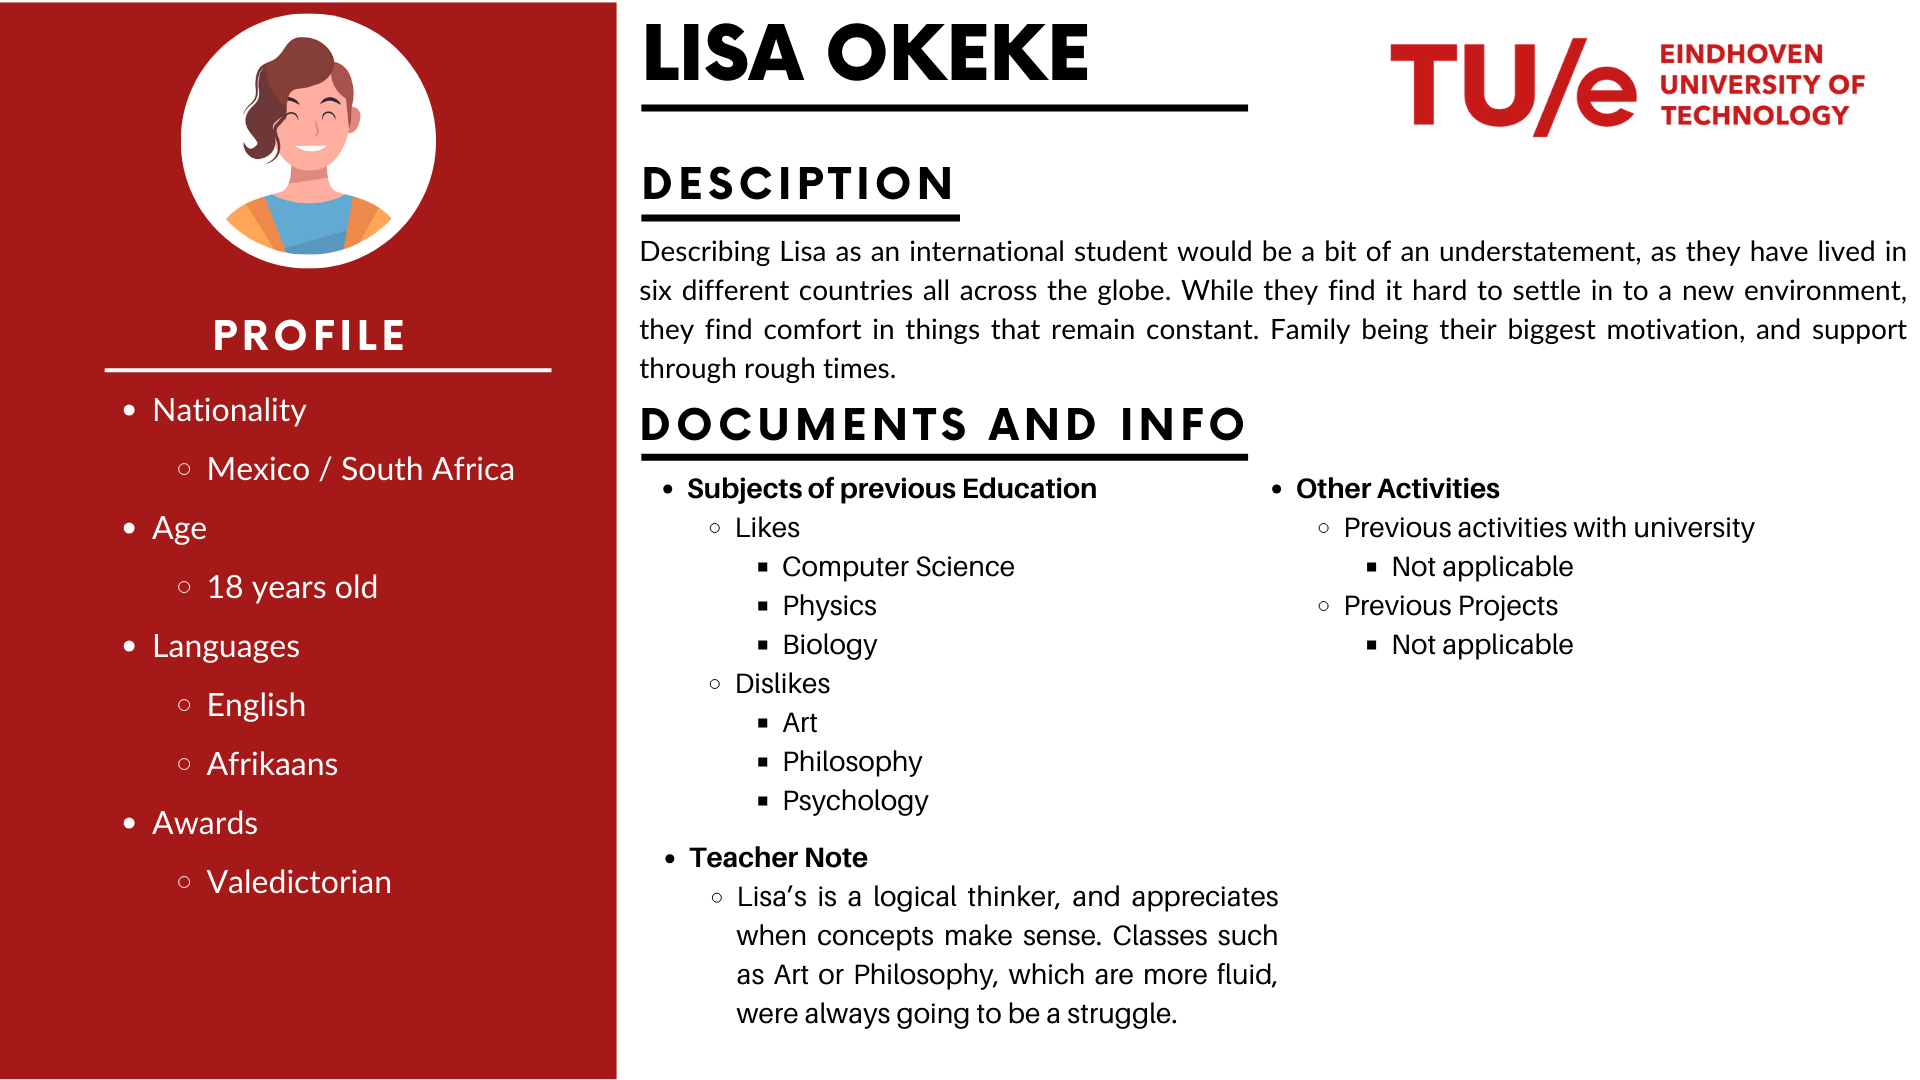 LISA OKEKE
TU/e EINDHOVEN
UNIVERSITY OF
TECHNOLOGY
PROFILE
• Nationality
○ Mexico / South Africa
• Age
○ 18 years old
• Languages
○ English
○ Afrikaans
• Awards
○ Valedictorian
DESCIPTION
Describing Lisa as an international student would be a bit of an understatement, as they have lived in
six different countries all across the globe. While they find it hard to settle in to a new environment,
they find comfort in things that remain constant. Family being their biggest motivation, and support
through rough times.
DOCUMENTS AND INFO
• Subjects of previous Education
○ Likes
▪ Computer Science
▪ Physics
▪ Biology
○ Dislikes
▪ Art
▪ Philosophy
▪ Psychology
• Teacher Note
○ Lisa’s is a logical thinker, and appreciates
when concepts make sense. Classes such
as Art or Philosophy, which are more fluid,
were always going to be a struggle.
• Other Activities
○ Previous activities with university
▪ Not applicable
○ Previous Projects
▪ Not applicable